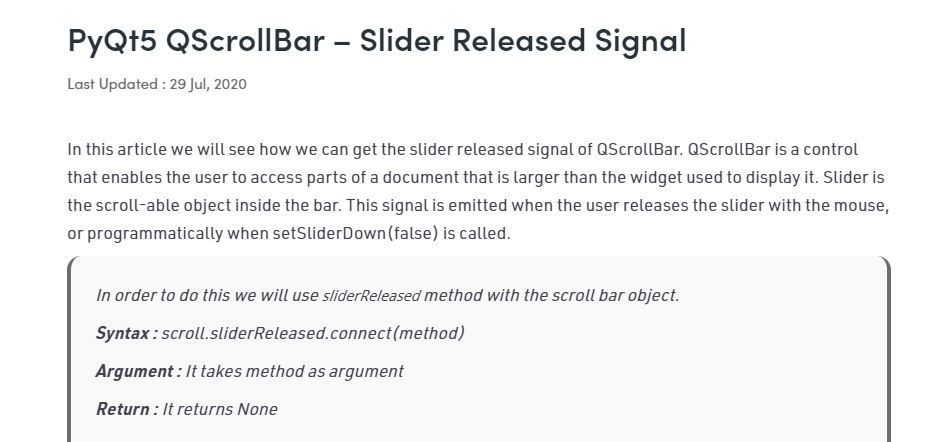 PyQt5 QScrollBar – Slider Released Signal
Last Updated : 29 Jul, 2020
In this article we will see how we can get the slider released signal of QScrollBar. QScrollBar is a control
that enables the user to access parts of a document that is larger than the widget used to display it. Slider is
the scroll-able object inside the bar. This signal is emitted when the user releases the slider with the mouse,
or programmatically when setSliderDown(false) is called.
In order to do this we will use sliderReleased method with the scroll bar object.
Syntax : scroll.sliderReleased.connect(method)
Argument : It takes method as argument
Return : It returns None